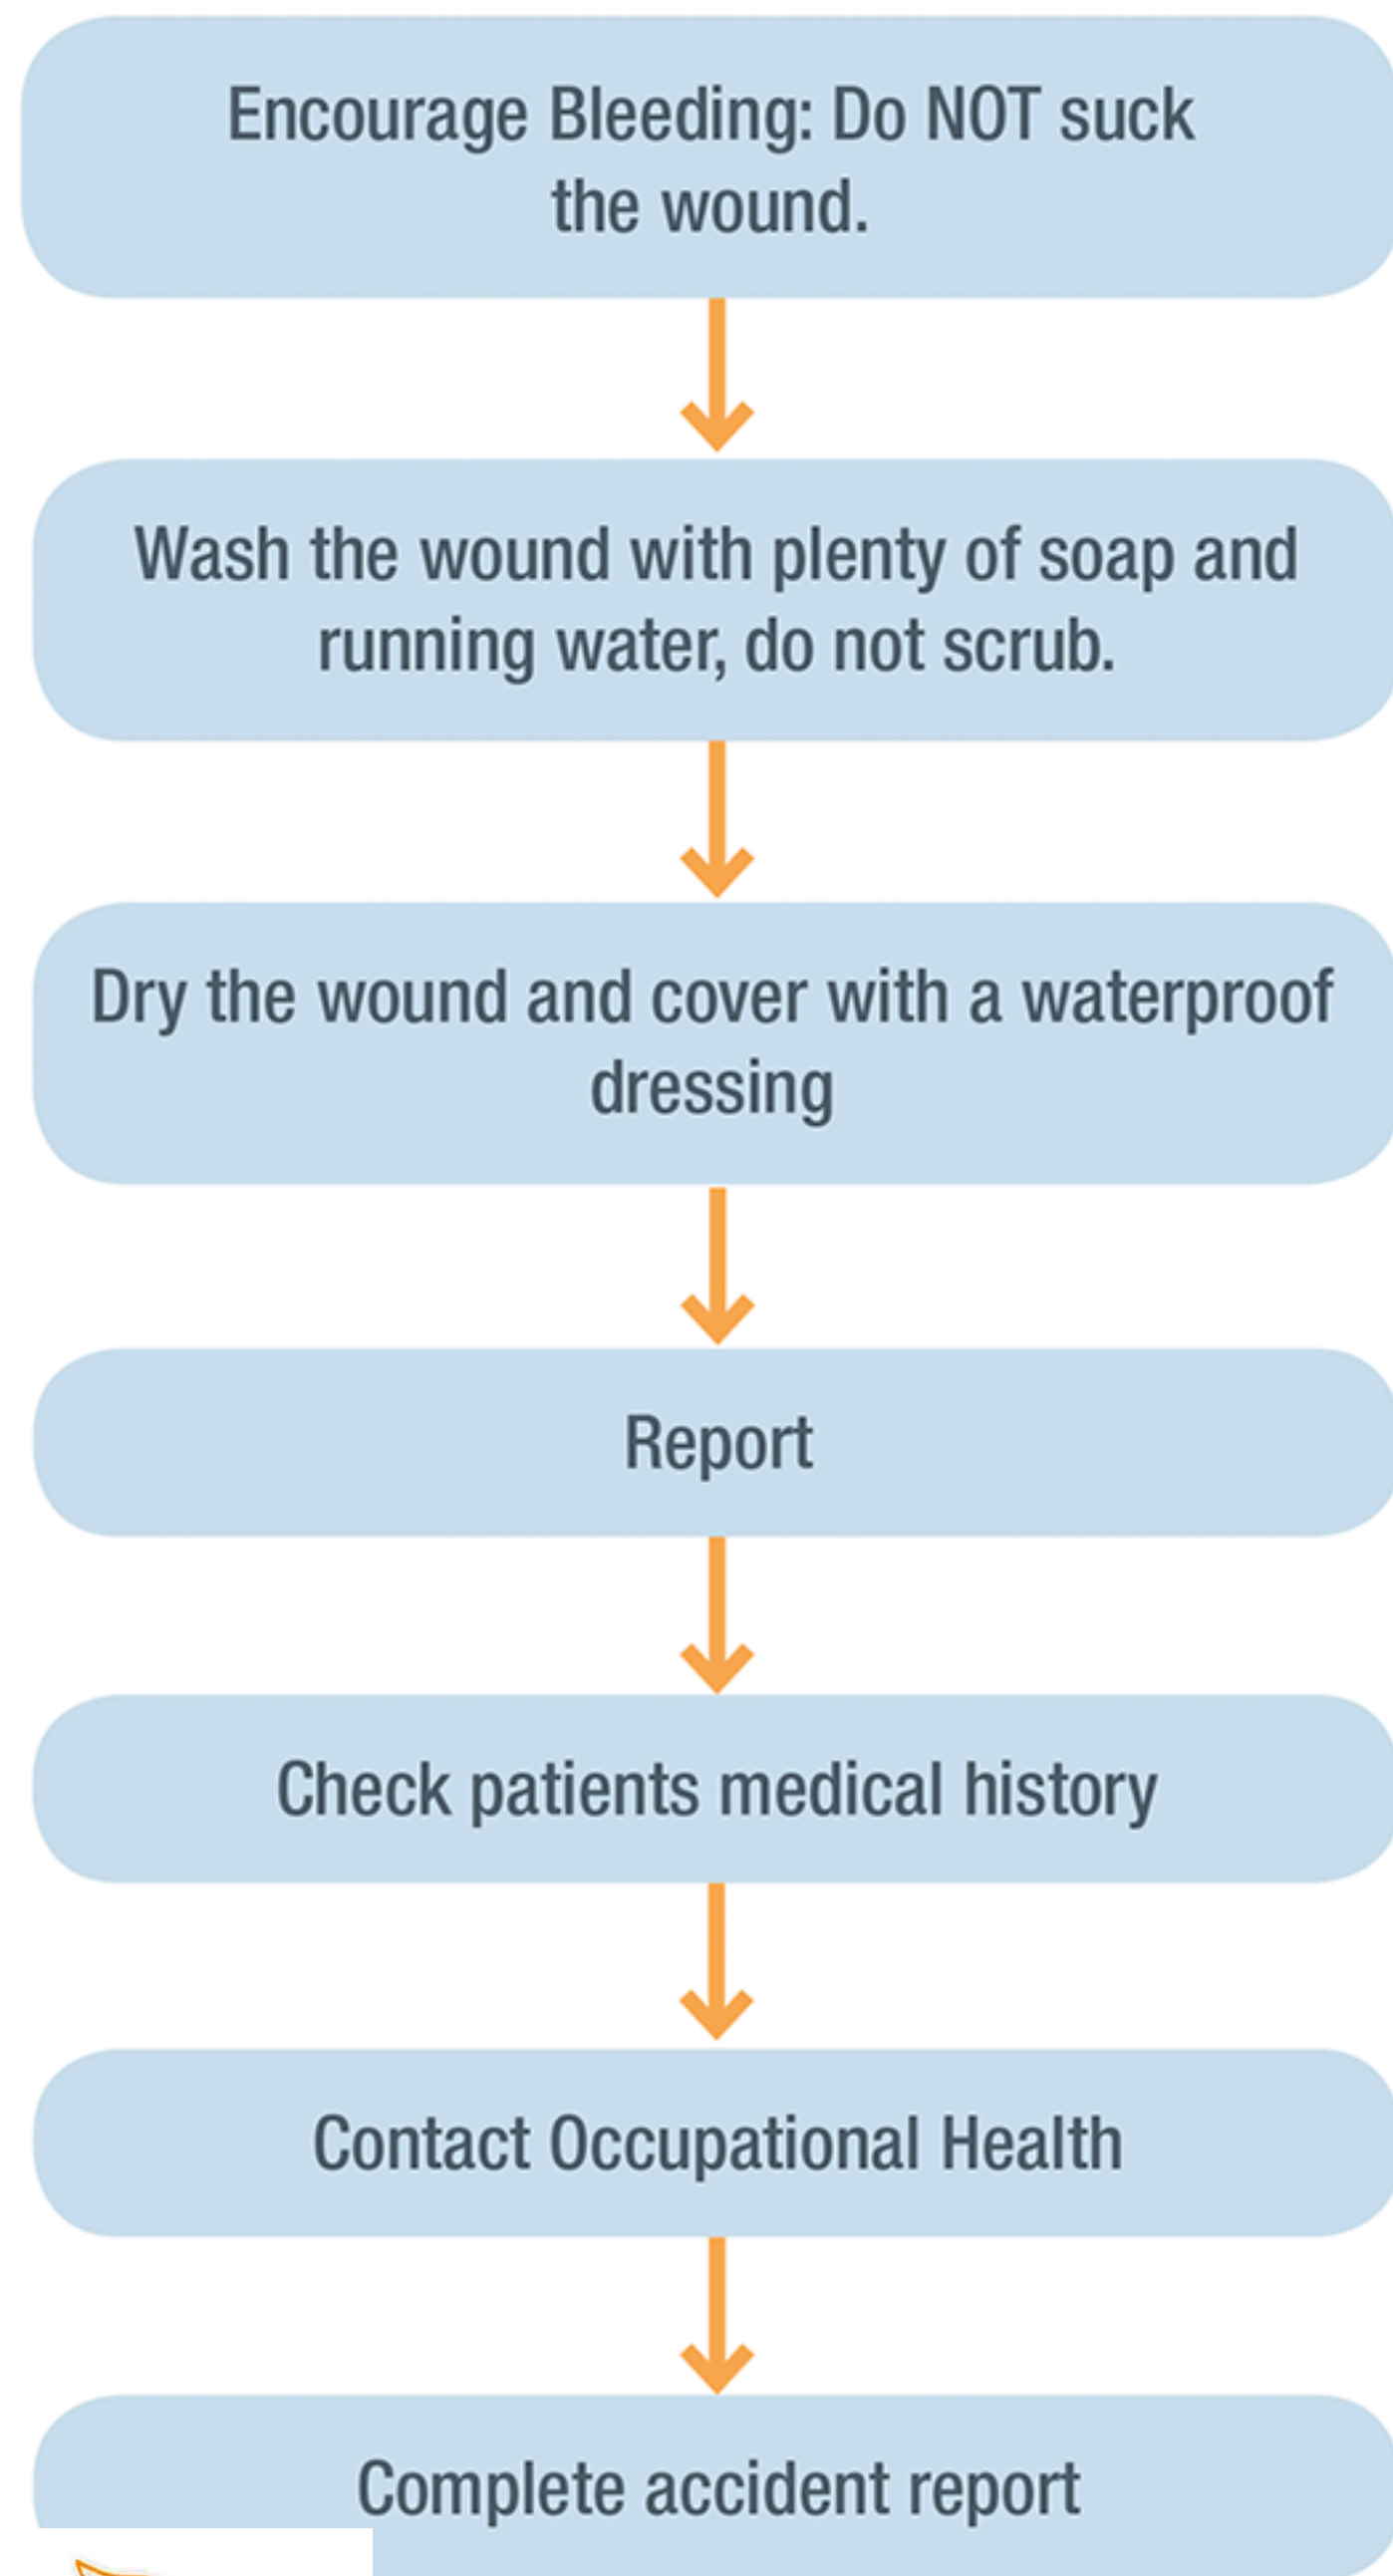 Encourage Bleeding: Do NOT suck
the wound.
Wash the wound with plenty of soap and
running water, do not scrub.
Dry the wound and cover with a waterproof
dressing
Report
Check patients medical history
Contact Occupational Health
Complete accident report